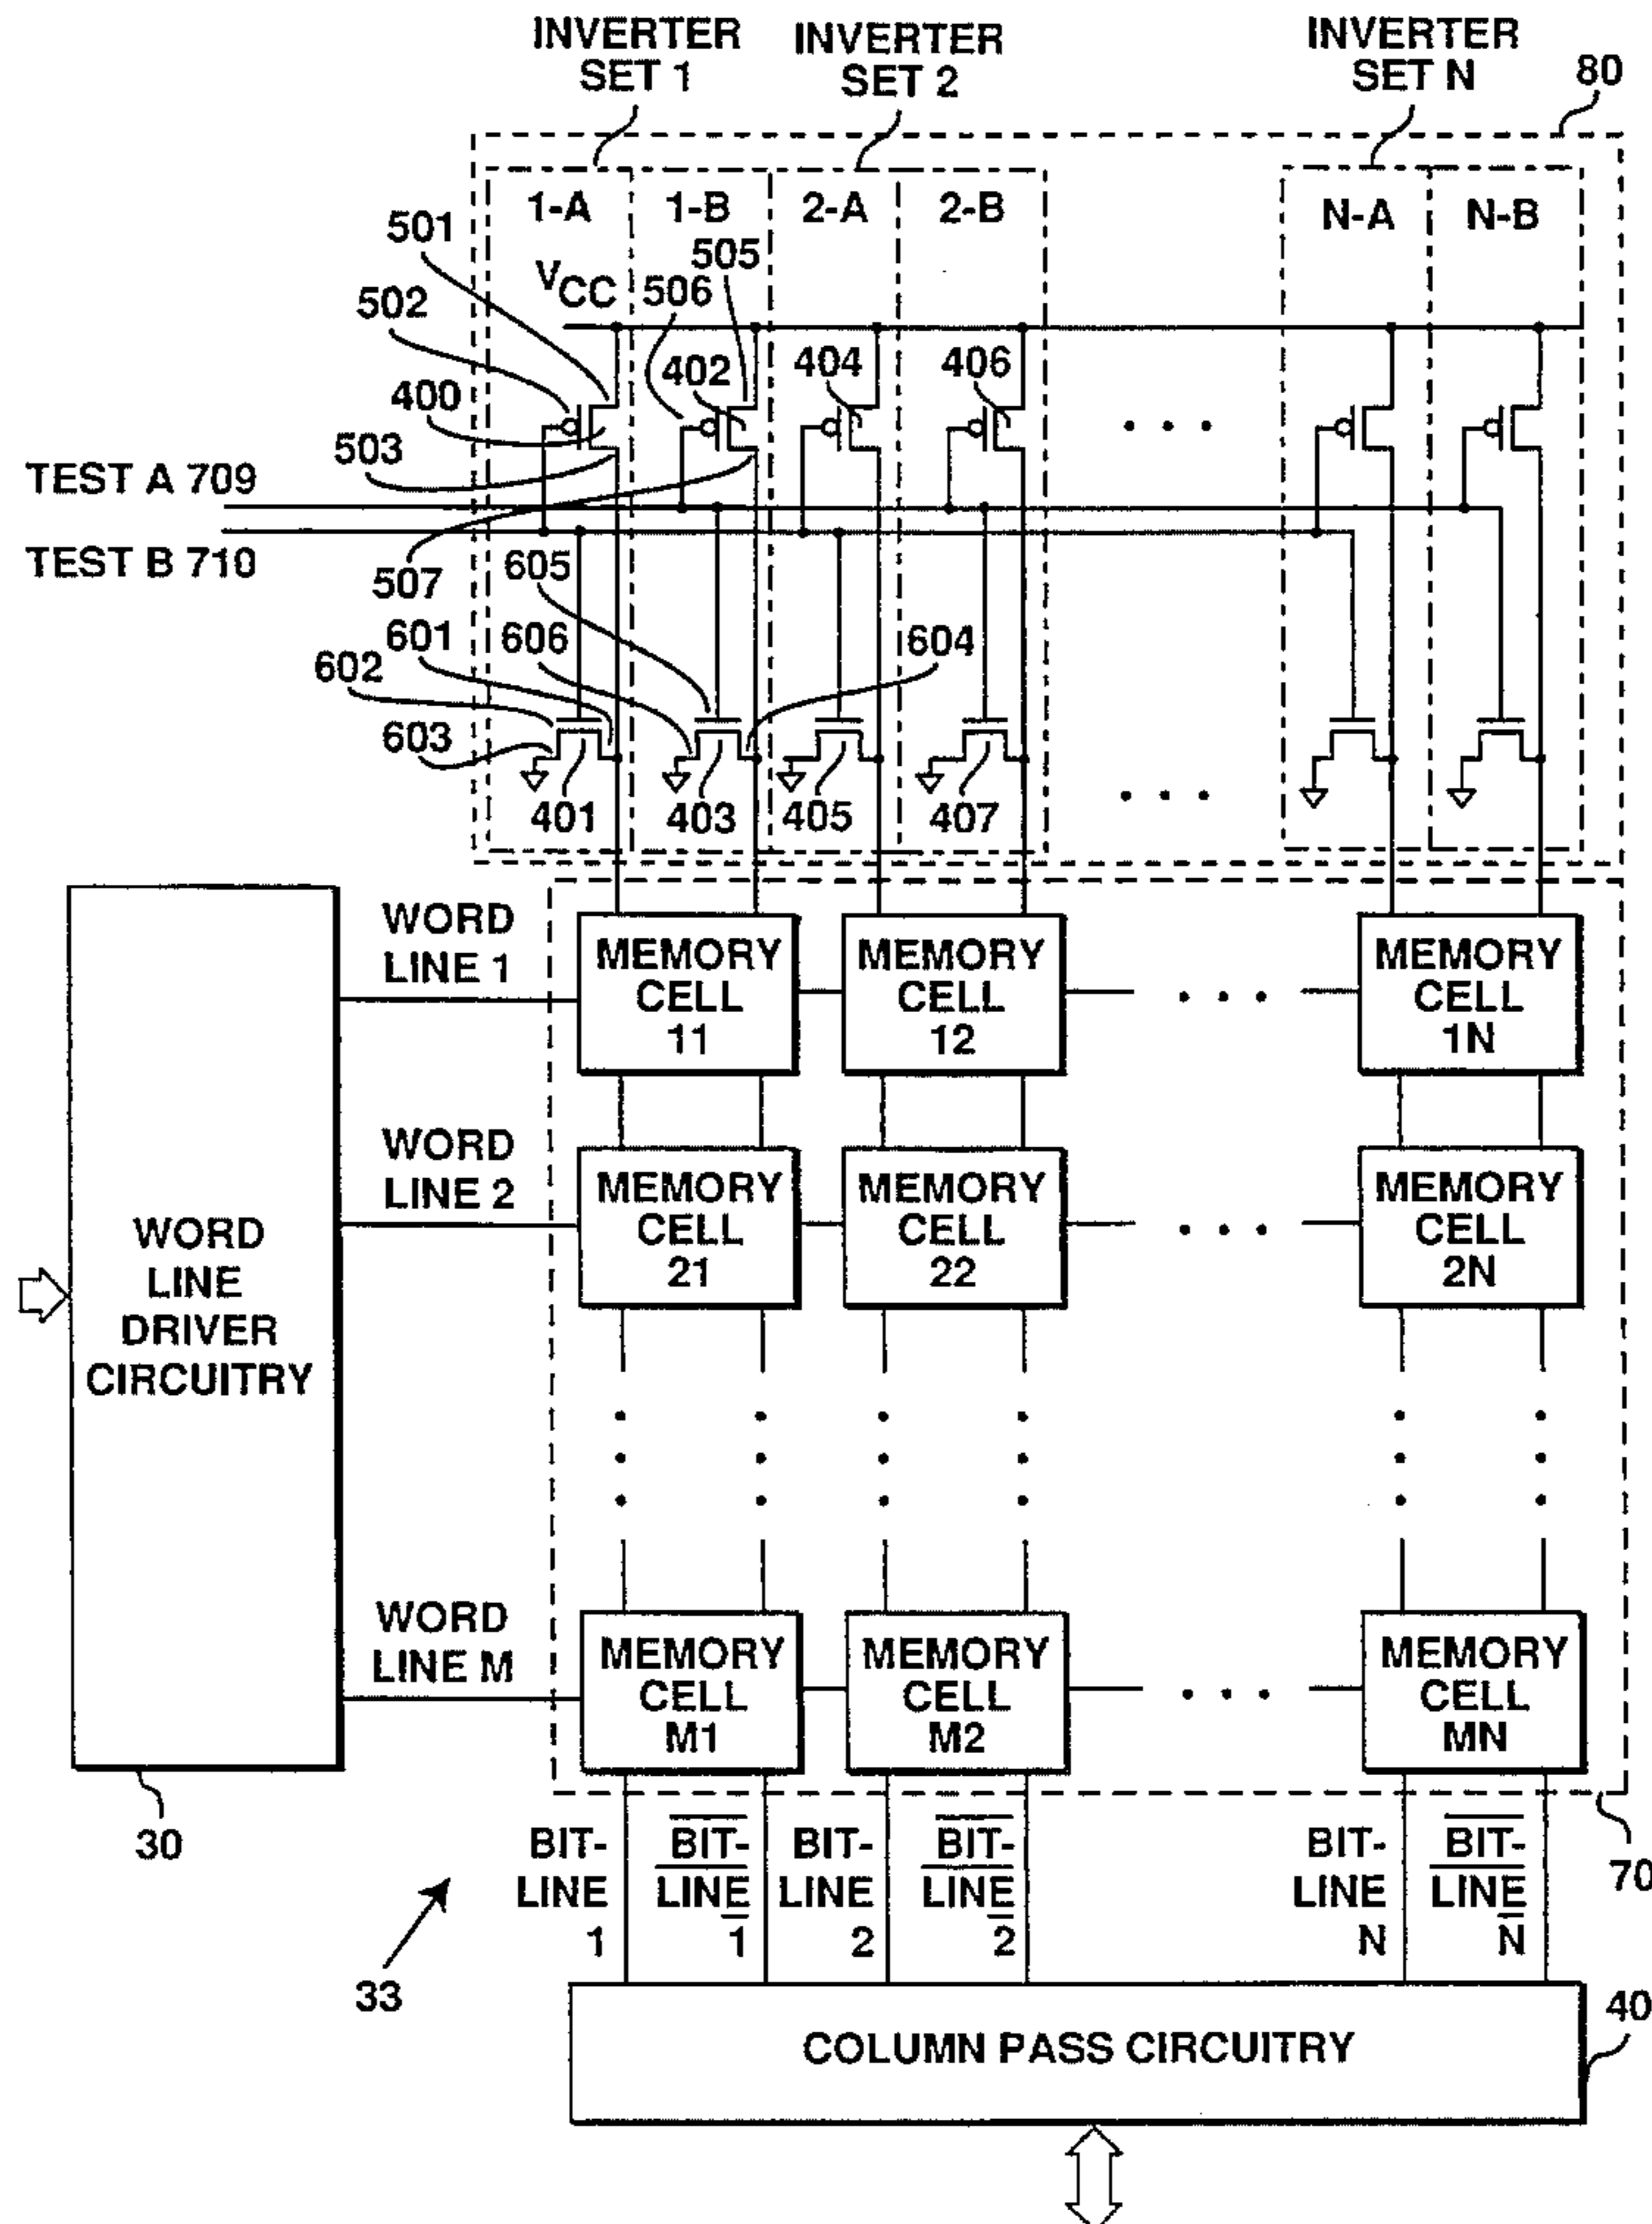 INVERTER
SET 1
INVERTER
SET 2
INVERTER
SET N
80
1-A
1-B
2-A
2-B
N-A
N-B
501
505
VCC
506
502
402
404
406
400
503
TEST A 709
TEST B 710
507
605
601
606
604
602
603
401
403
405
407
WORD
LINE 1
MEMORY
CELL
11
MEMORY
CELL
12
MEMORY
CELL
1N
WORD
LINE 2
MEMORY
CELL
21
MEMORY
CELL
22
MEMORY
CELL
2N
WORD
LINE
DRIVER
CIRCUITRY
WORD
LINE M
MEMORY
CELL
M1
MEMORY
CELL
M2
MEMORY
CELL
MN
30
BIT-
LINE
1
BIT-
LINE
1
BIT-
LINE
2
BIT-
LINE
2
BIT-
LINE
N
BIT-
LINE
N
70
33
40
COLUMN PASS CIRCUITRY